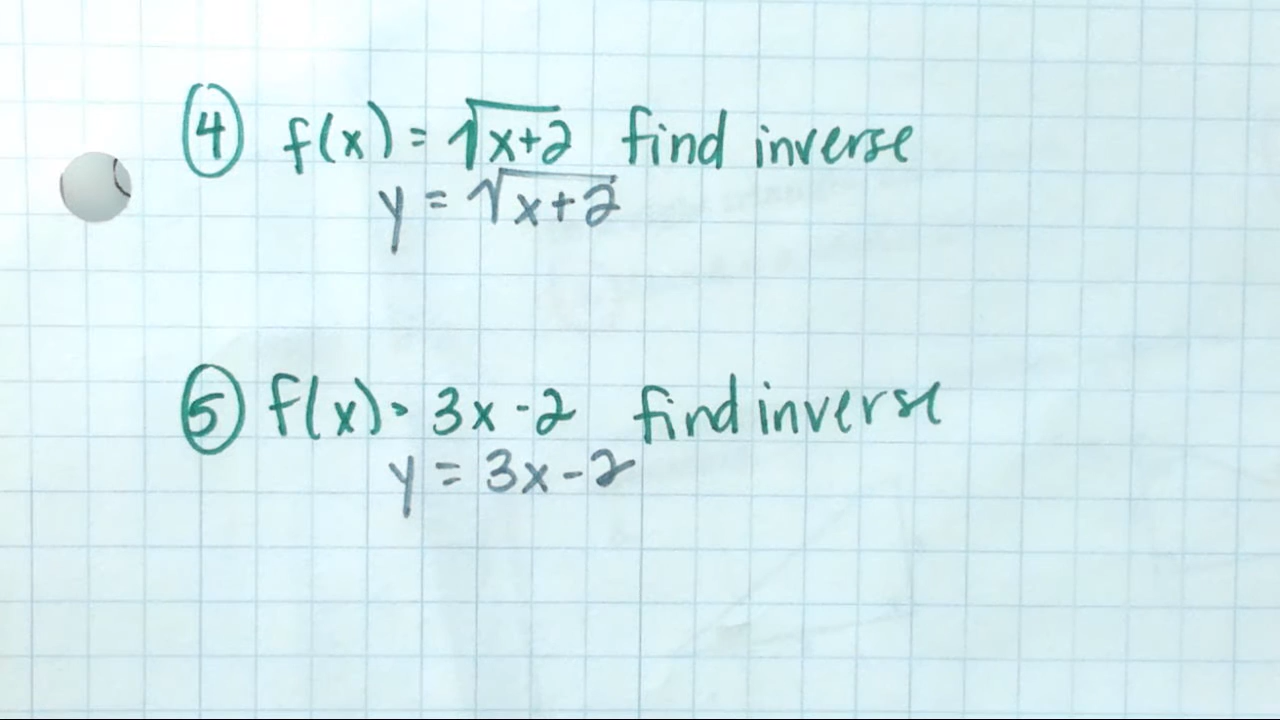 ④ f(x) = √(x+2) find inverse
y = √(x+2)
⑤ f(x) = 3x - 2 find inverse
y = 3x - 2